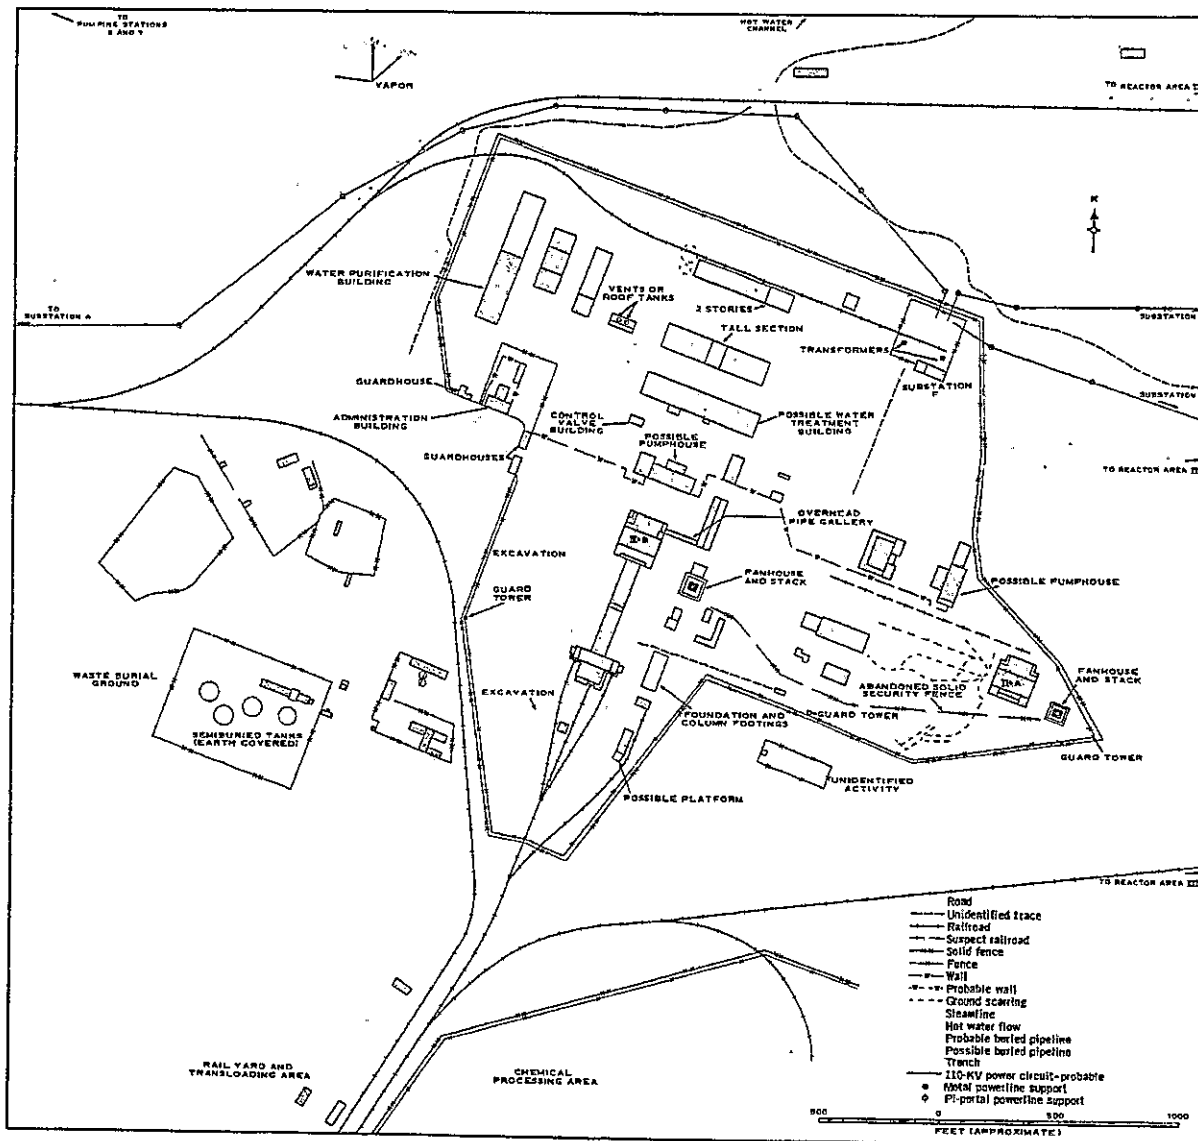 TO
PUMPING STATIONS
HOT WATER
CHANNEL
VAPOR
TO REACTOR AREA
N
WATER PURIFICATION
BUILDING
VENTS OR
ROOF TANKS
2 STORIES
TALL SECTION
TO
SUBSTATION A
SUBSTATION
TRANSFORMERS
SUBSTATION
F
SUBSTATION
GUARDHOUSE
ADMINISTRATION
BUILDING
CONTROL
VALVE
BUILDING
POSSIBLE WATER
TREATMENT
BUILDING
POSSIBLE
PUMPHOUSE
GUARDHOUSES
TO REACTOR AREA
OVERHEAD
PIPE GALLERY
EXCAVATION
FANHOUSE
AND STACK
POSSIBLE PUMPHOUSE
GUARD
TOWER
WASTE BURIAL
GROUND
FANHOUSE
AND STACK
EXCAVATION
ABANDONED SOLID
SECURITY FENCE
SEMIBURIED TANKS
(EARTH COVERED)
FOUNDATION AND
COLUMN FOOTINGS
GUARD TOWER
GUARD TOWER
UNIDENTIFIED
ACTIVITY
POSSIBLE PLATFORM
TO REACTOR AREA
Road
Unidentified trace
Railroad
Suspect railroad
Solid fence
Fence
Wall
Probable wall
Ground scarring
Steamline
Hot water flow
Probable buried pipeline
Possible buried pipeline
Trench
110-KV power circuit-probable
Metal powerline support
Pi-portal powerline support
RAIL YARD AND
TRANSLOADING AREA
CHEMICAL
PROCESSING AREA
500 0 500 1000
FEET (APPROXIMATE)